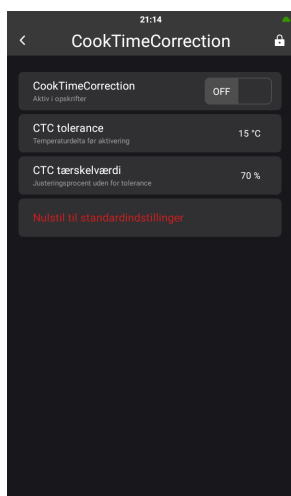 21:14
CookTimeCorrection
CookTimeCorrection
Aktiv i opskrifter
OFF
CTC tolerance
Temperaturdelta før aktivering
15 °C
CTC tærskelværdi
Justeringsprocent uden for tolerance
70 %
Nulstil til standardindstillinger